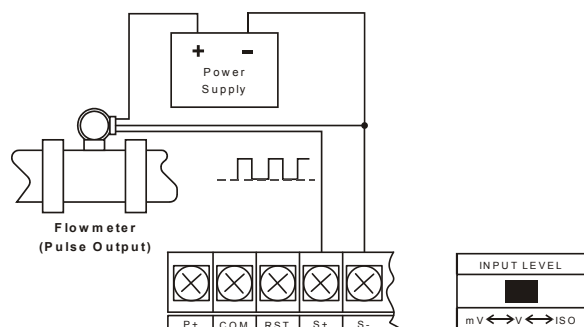 + -
Power
Supply
Flowmeter
(Pulse Output)
INPUT LEVEL
P+ COM RST S+ S-
mV ⟷ V ⟷ ISO